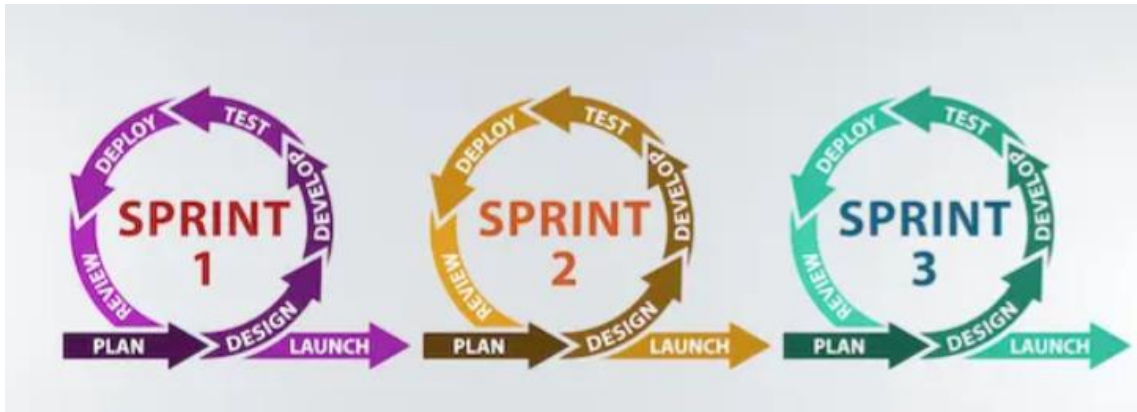 SPRINT
1
PLAN
DESIGN
DEVELOP
TEST
DEPLOY
REVIEW
LAUNCH
SPRINT
2
PLAN
DESIGN
DEVELOP
TEST
DEPLOY
REVIEW
LAUNCH
SPRINT
3
PLAN
DESIGN
DEVELOP
TEST
DEPLOY
REVIEW
LAUNCH